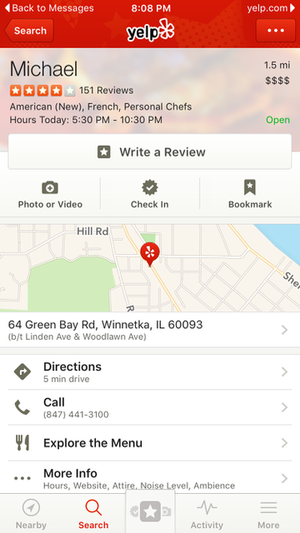 Back to Messages 8:08 PM yelp.com
Search yelp
Michael 1.5 mi
151 Reviews $$$$
American (New), French, Personal Chefs
Hours Today: 5:30 PM - 10:30 PM Open
Write a Review
Photo or Video Check In Bookmark
Hill Rd
R
She
64 Green Bay Rd, Winnetka, IL 60093
(b/t Linden Ave & Woodlawn Ave)
Directions
5 min drive
Call
(847) 441-3100
Explore the Menu
More Info
Hours, Website, Attire, Noise Level, Ambience
Nearby Search Activity More